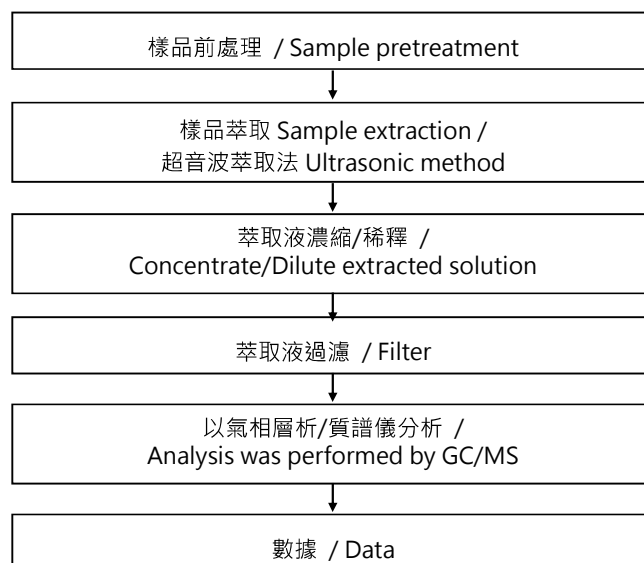 樣品前處理 / Sample pretreatment
樣品萃取 Sample extraction /
超音波萃取法 Ultrasonic method
萃取液濃縮/稀釋 /
Concentrate/Dilute extracted solution
萃取液過濾 / Filter
以氣相層析/質譜儀分析 /
Analysis was performed by GC/MS
數據 / Data